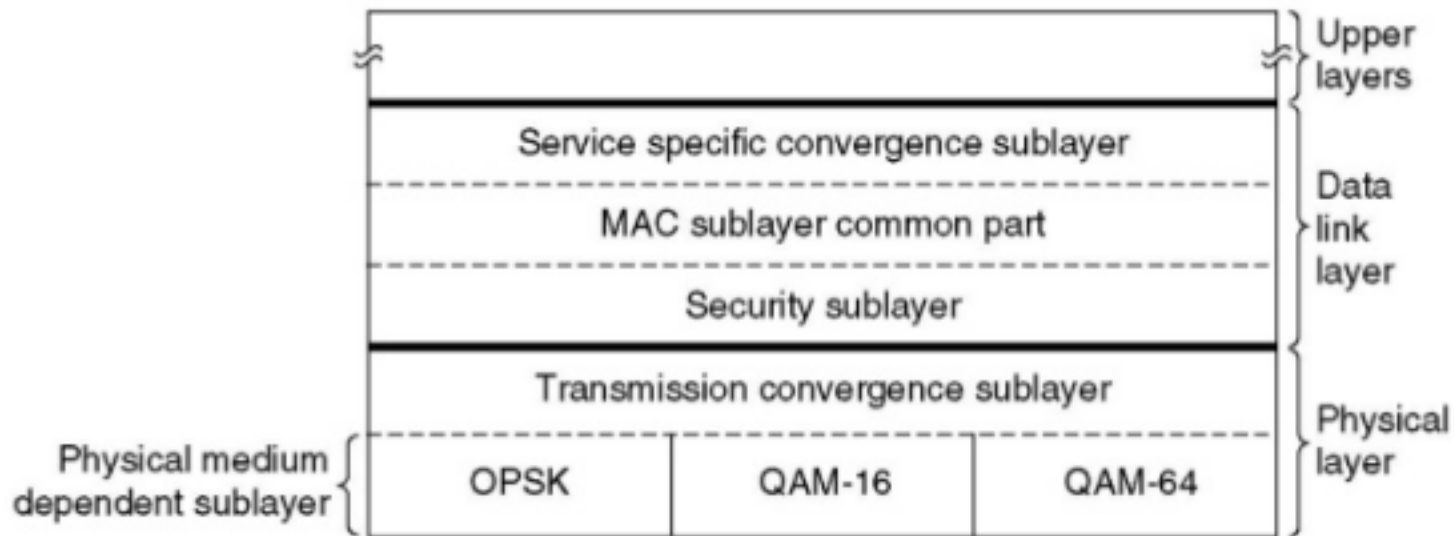 Upper
layers
Service specific convergence sublayer
MAC sublayer common part
Security sublayer
Data
link
layer
Transmission convergence sublayer
Physical medium
dependent sublayer
OPSK
QAM-16
QAM-64
Physical
layer